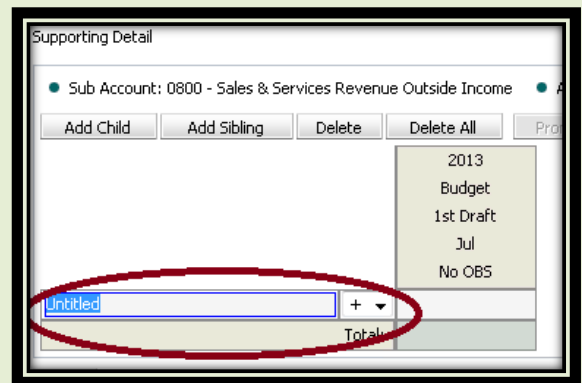 Supporting Detail
Sub Account: 0800 - Sales & Services Revenue Outside Income
Add Child Add Sibling Delete Delete All
2013
Budget
1st Draft
Jul
No OBS
Untitled +
Total: